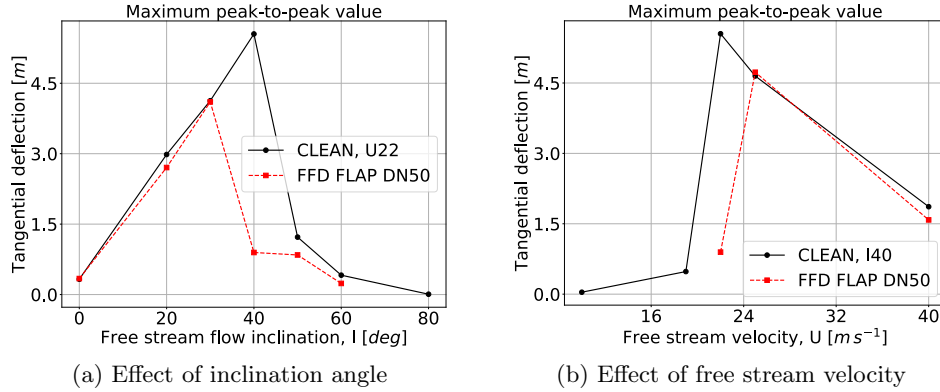 Maximum peak-to-peak value
Tangential deflection [m]
4.5
3.0
1.5
0.0
CLEAN, U22
FFD FLAP DN50
0 20 40 60 80
Free stream flow inclination, I [deg]
(a) Effect of inclination angle
Maximum peak-to-peak value
Tangential deflection [m]
4.5
3.0
1.5
0.0
CLEAN, I40
FFD FLAP DN50
16 24 32 40
Free stream velocity, U [m s⁻¹]
(b) Effect of free stream velocity